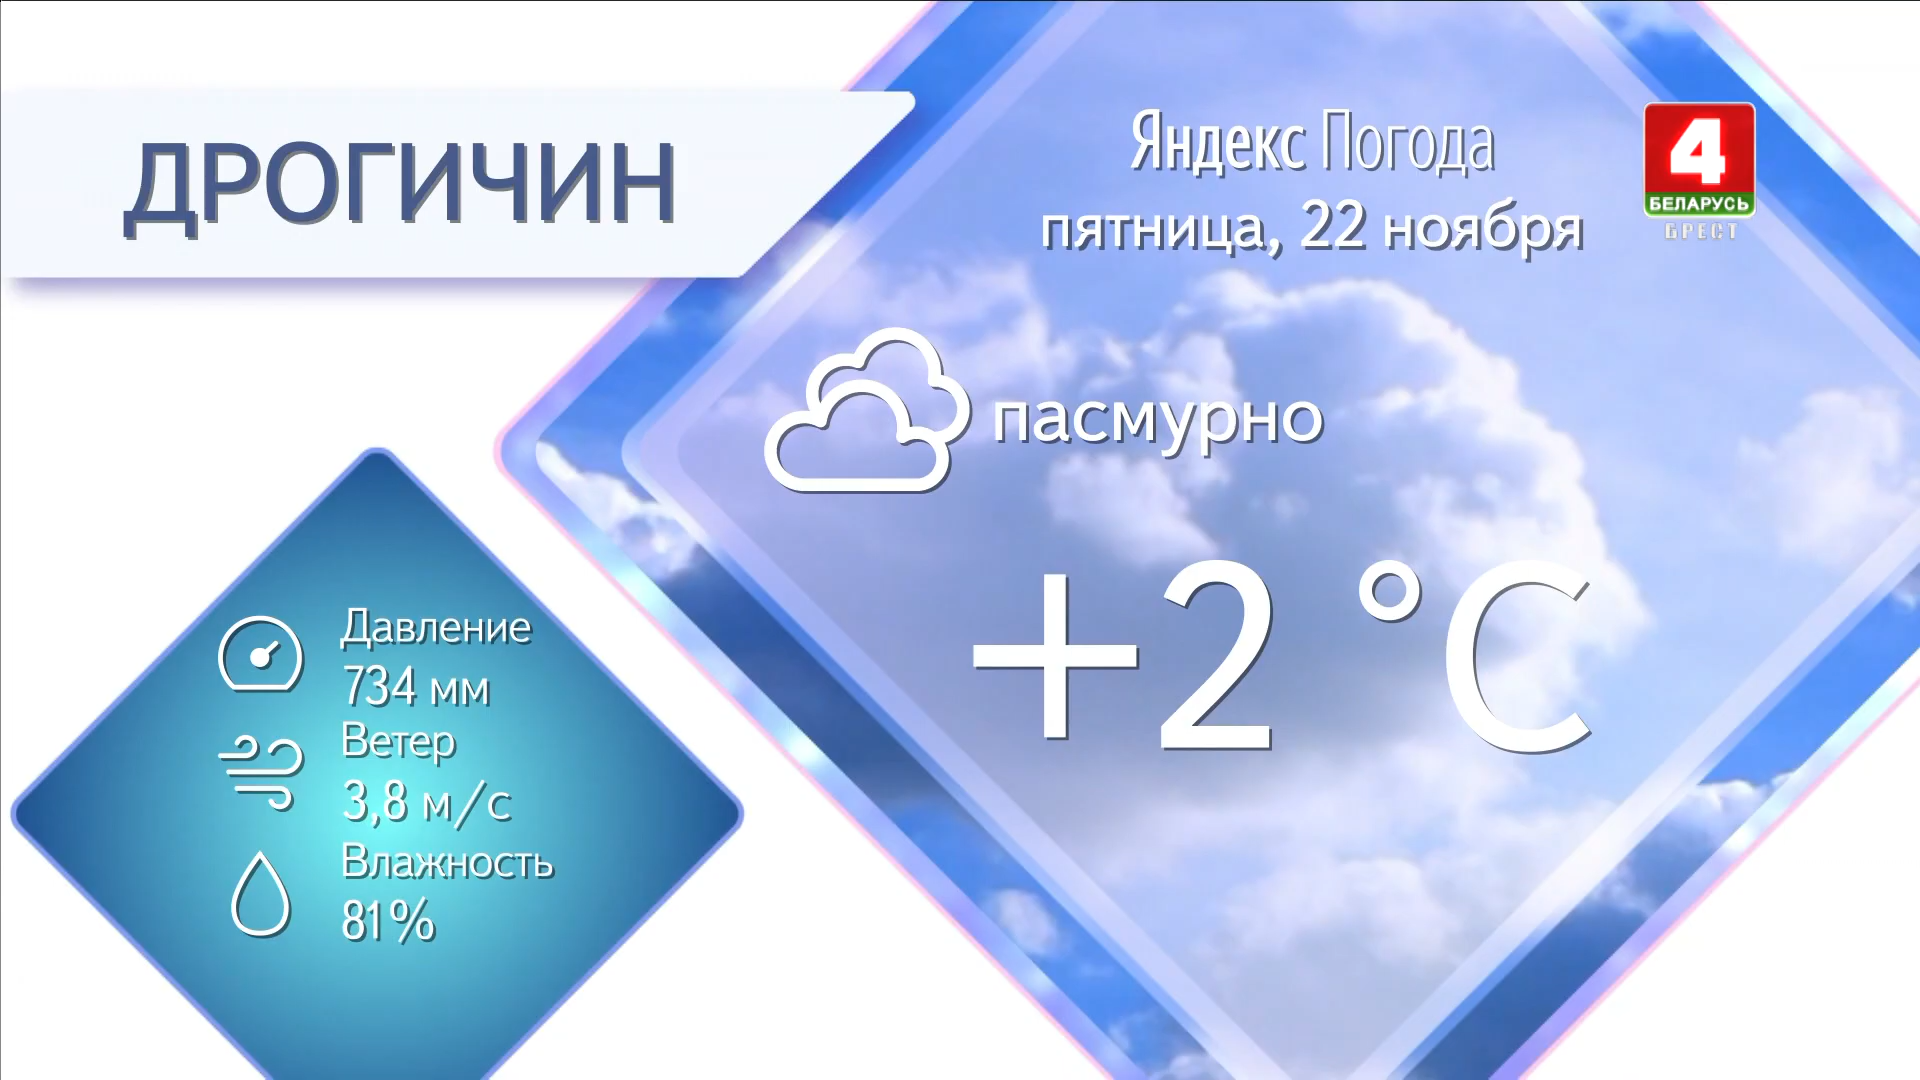 ДРОГИЧИН
Яндекс Погода
пятница, 22 ноября
4
БЕЛАРУСЬ
БРЕСТ
пасмурно
+2 °C
Давление
734 мм
Ветер
3,8 м/с
Влажность
81%